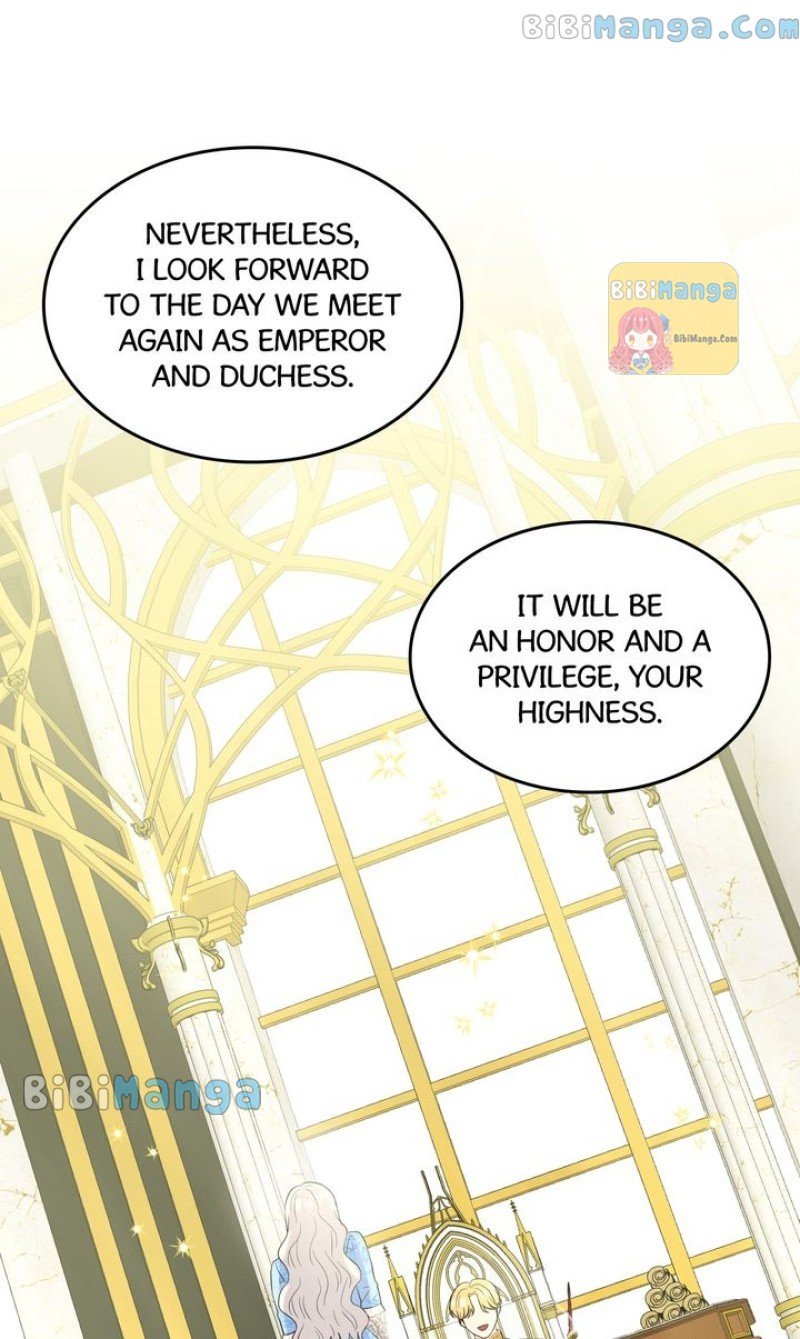 BiBiManga.Com
NEVERTHELESS,
I LOOK FORWARD
TO THE DAY WE MEET
AGAIN AS EMPEROR
AND DUCHESS.
BiBiManga
BibiManga.Com
IT WILL BE
AN HONOR AND A
PRIVILEGE, YOUR
HIGHNESS.
BiBiManga